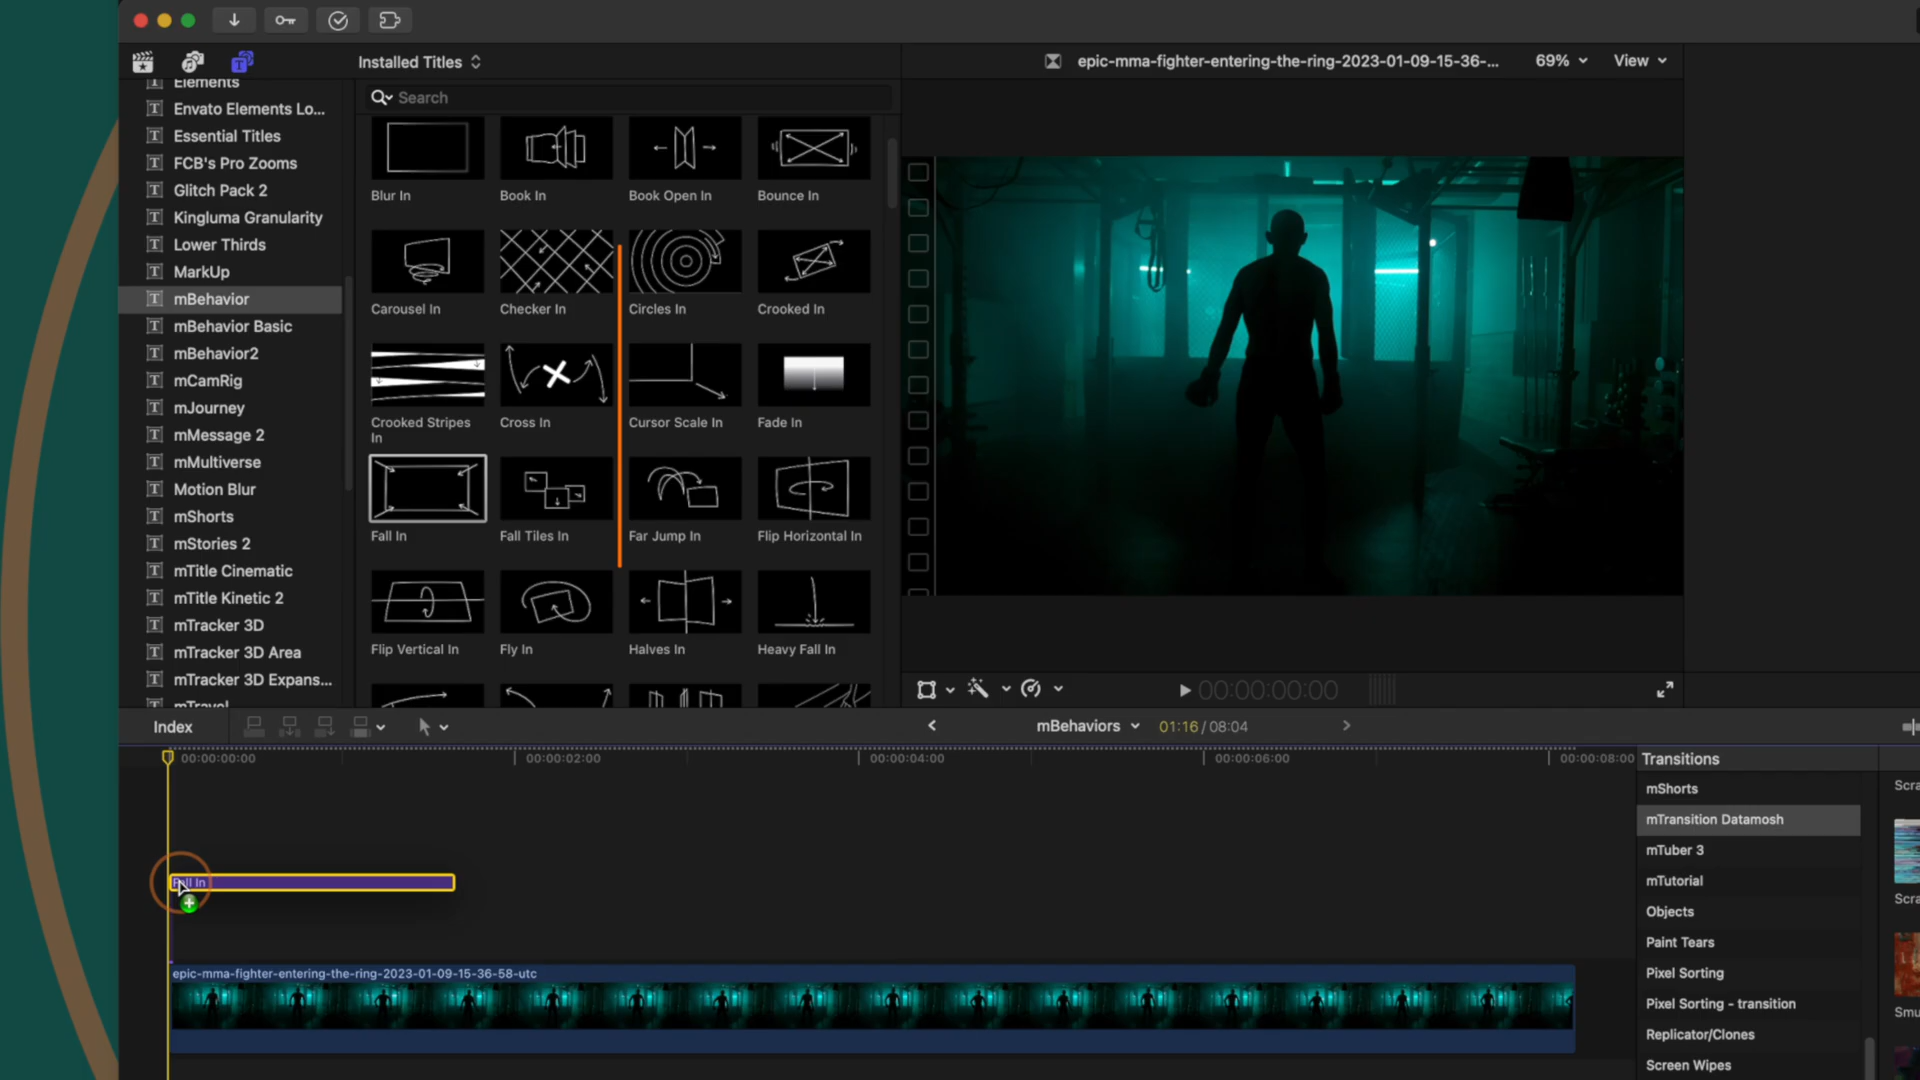 Installed Titles
epic-mma-fighter-entering-the-ring-2023-01-09-15-36-...
69%
View
Search
Elements
Envato Elements Lo...
Essential Titles
FCB's Pro Zooms
Glitch Pack 2
Kingluma Granularity
Lower Thirds
MarkUp
mBehavior
mBehavior Basic
mBehavior2
mCamRig
mJourney
mMessage 2
mMultiverse
Motion Blur
mShorts
mStories 2
mTitle Cinematic
mTitle Kinetic 2
mTracker 3D
mTracker 3D Area
mTracker 3D Expans...
mTravel
Blur In
Book In
Book Open In
Bounce In
Carousel In
Checker In
Circles In
Crooked In
Crooked Stripes
In
Cross In
Cursor Scale In
Fade In
Fall In
Fall Tiles In
Far Jump In
Flip Horizontal In
Flip Vertical In
Fly In
Halves In
Heavy Fall In
00:00:00:00
Index
mBehaviors
01:16 / 08:04
00:00:00:00
00:00:02:00
00:00:04:00
00:00:06:00
00:00:08:00
Fall In
epic-mma-fighter-entering-the-ring-2023-01-09-15-36-58-utc
Transitions
mShorts
mTransition Datamosh
mTuber 3
mTutorial
Objects
Paint Tears
Pixel Sorting
Pixel Sorting - transition
Replicator/Clones
Screen Wipes
Scra
Scra
Smu